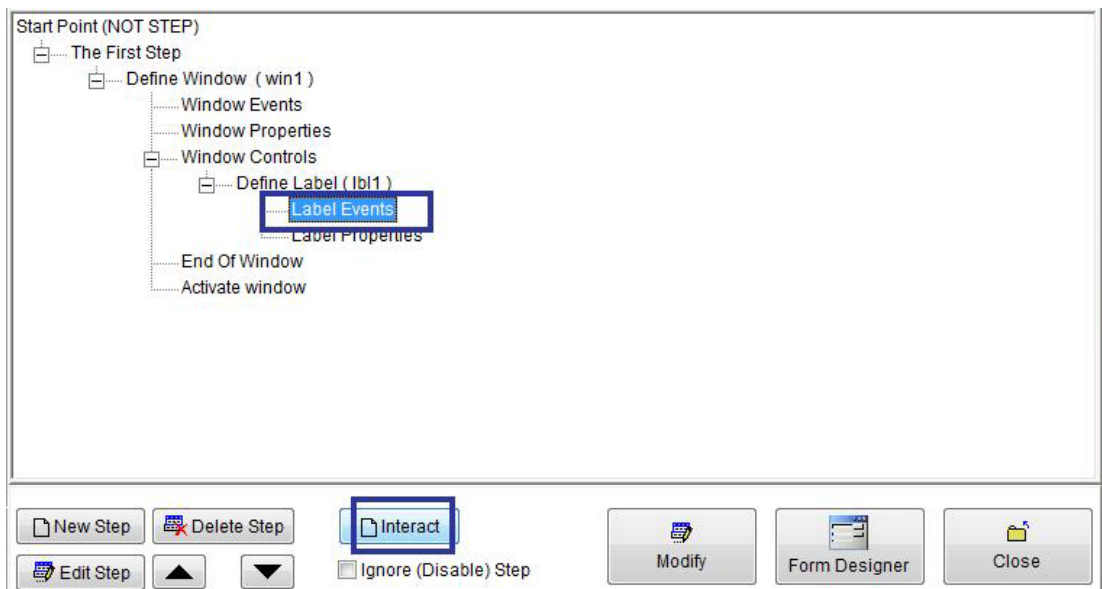 Start Point (NOT STEP)
The First Step
Define Window ( win1 )
Window Events
Window Properties
Window Controls
Define Label ( lbl1 )
Label Events
Label Properties
End Of Window
Activate window
New Step
Delete Step
Interact
Edit Step
Ignore (Disable) Step
Modify
Form Designer
Close